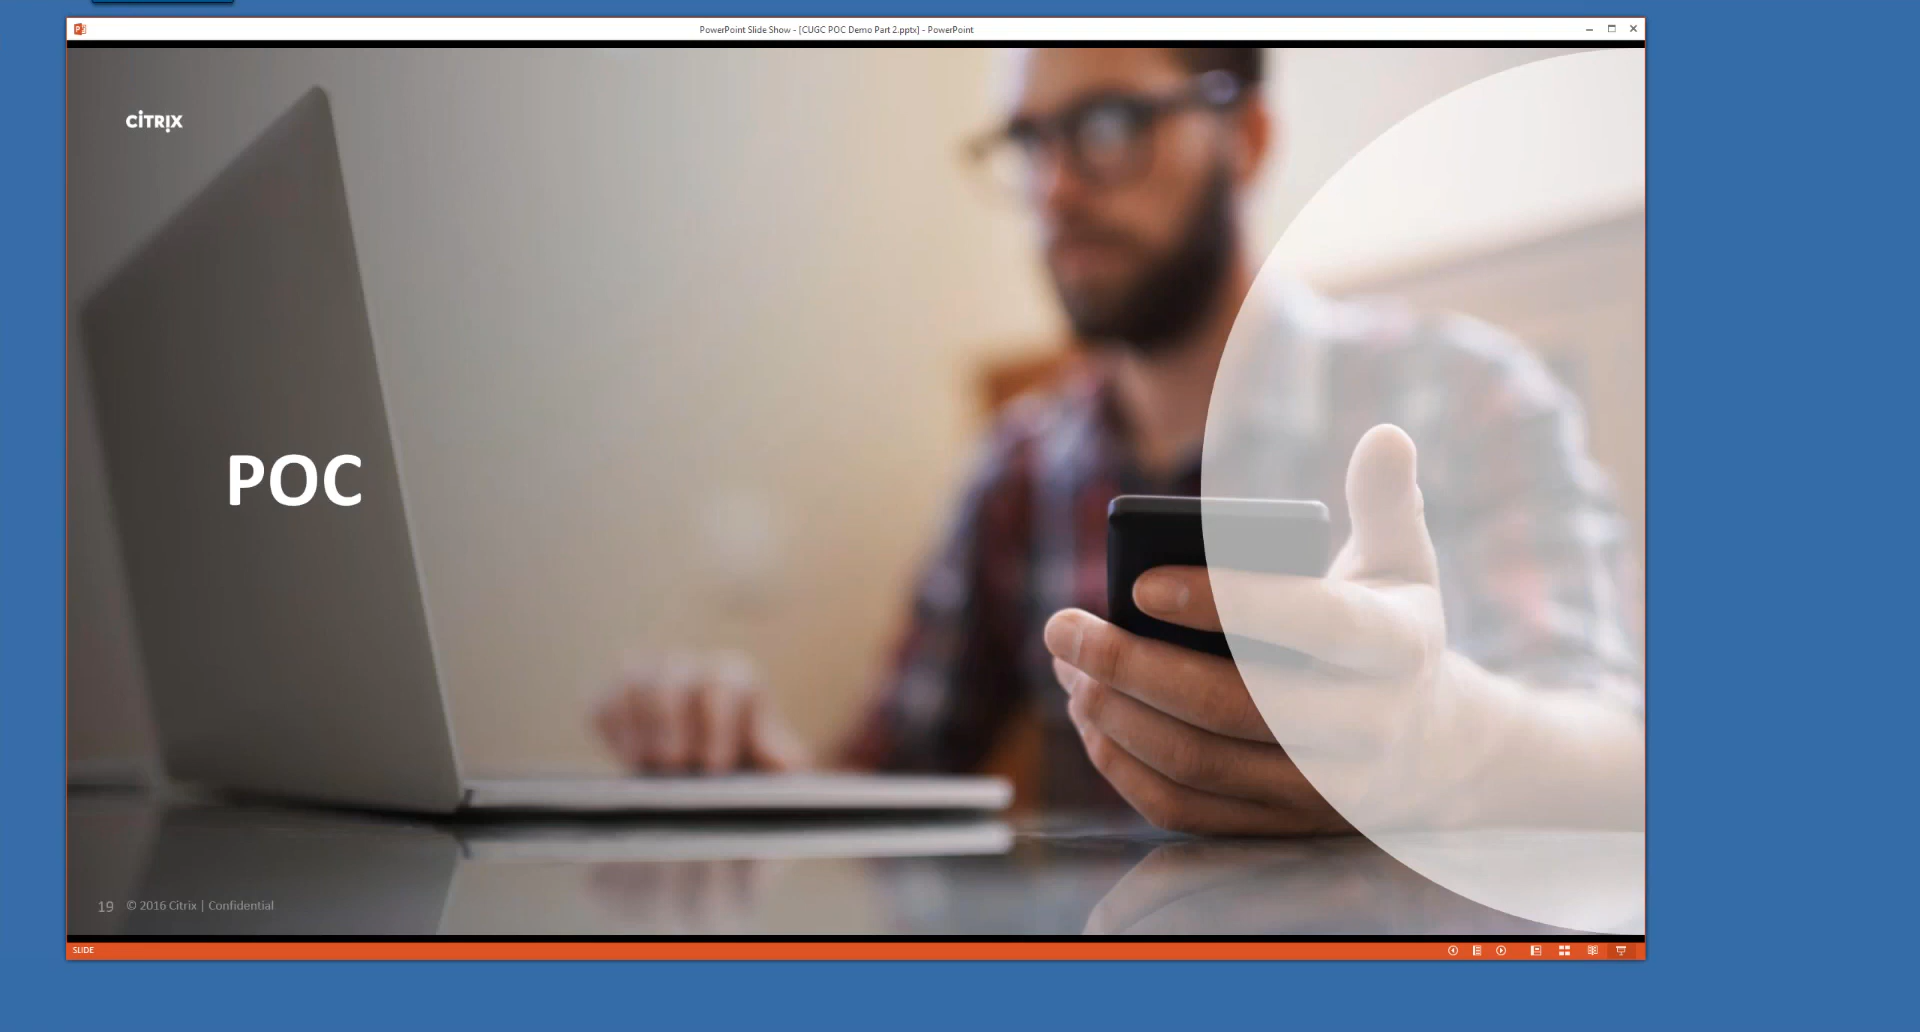 PowerPoint Slide Show - [CUGC POC Demo Part 2.pptx] - PowerPoint
CiTRIX
POC
19 © 2016 Citrix | Confidential
SLIDE